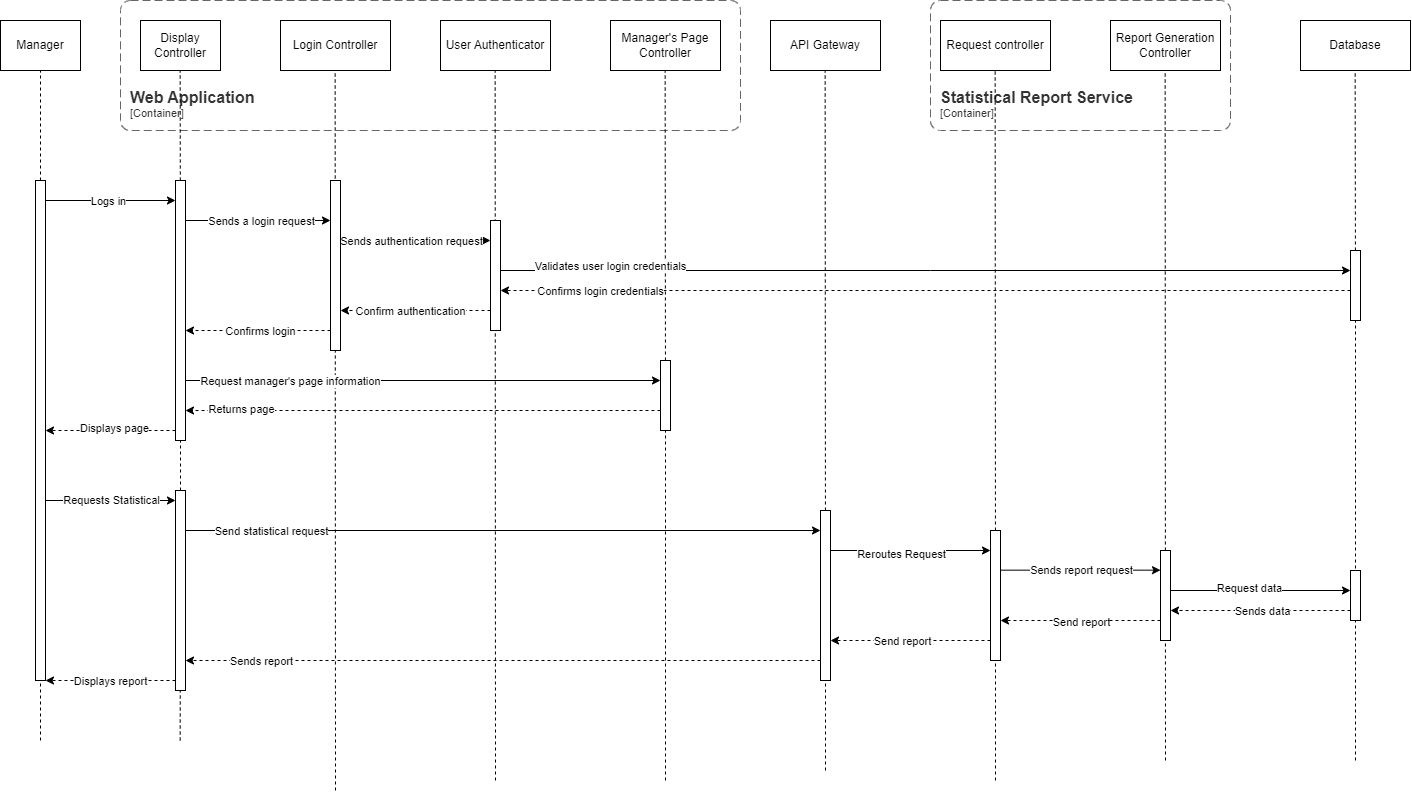 Manager
Display
Controller
Login Controller
User Authenticator
Manager's Page
Controller
API Gateway
Request controller
Report Generation
Controller
Database
Web Application
[Container]
Statistical Report Service
[Container]
Logs in
Sends a login request
Sends authentication request
Validates user login credentials
Confirms login credentials
Confirm authentication
Confirms login
Request manager's page information
Returns page
Displays page
Requests Statistical
Send statistical request
Reroutes Request
Sends report request
Request data
Sends data
Send report
Send report
Sends report
Displays report